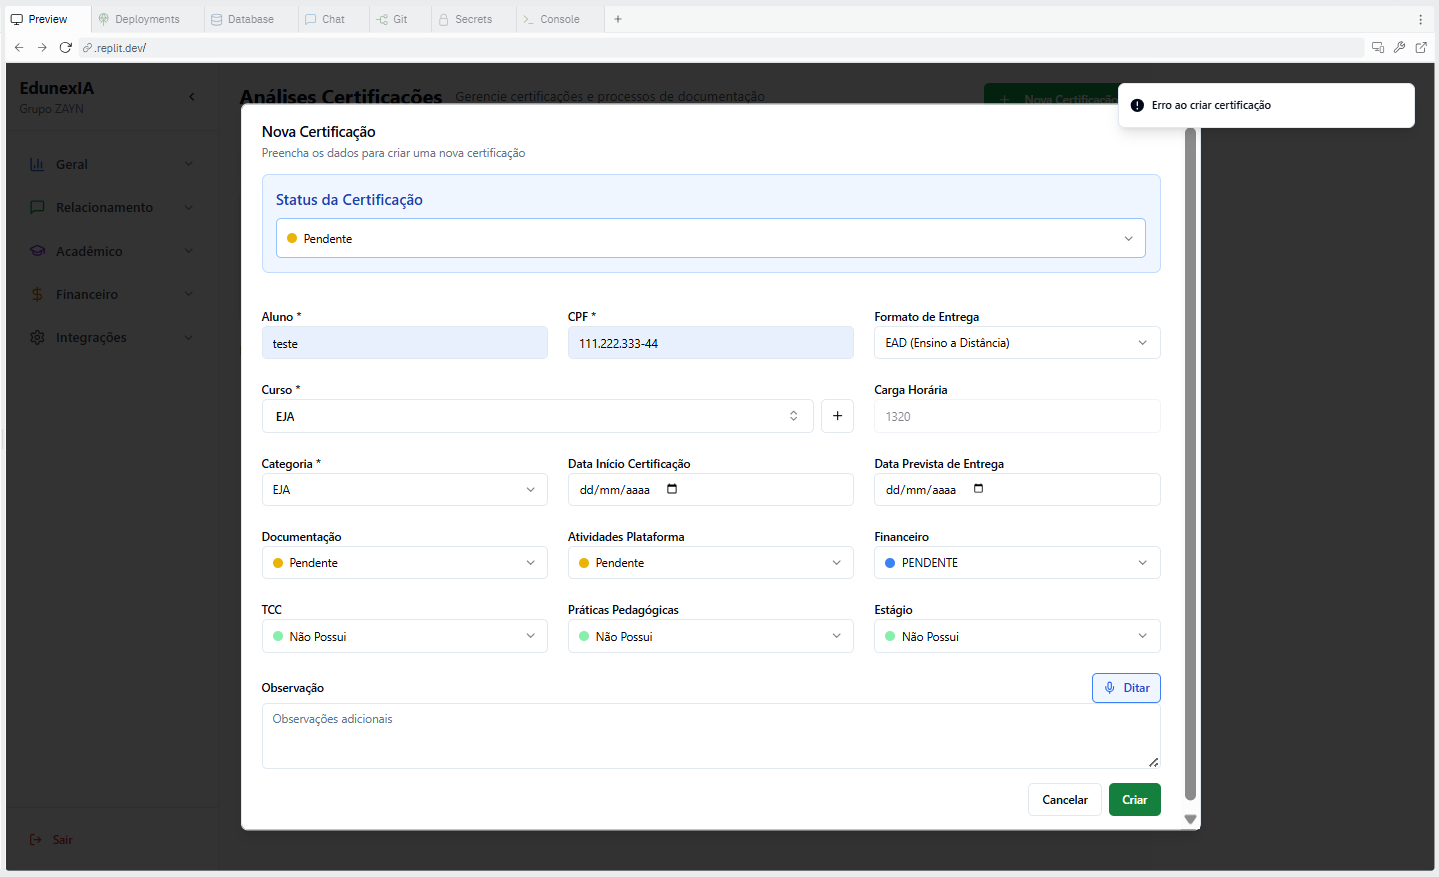 Preview Deployments Database Chat Git Secrets Console
.replit.dev/
EdunexIA
Grupo ZAYN
Análises Certificações Gerencie certificações e processos de documentação
Nova Certificação
Erro ao criar certificação
Geral
Relacionamento
Acadêmico
Financeiro
Integrações
Sair
Nova Certificação
Preencha os dados para criar uma nova certificação
Status da Certificação
Pendente
Aluno * CPF * Formato de Entrega
teste 111.222.333-44 EAD (Ensino a Distância)
Curso * Carga Horária
EJA + 1320
Categoria * Data Início Certificação Data Prevista de Entrega
EJA dd/mm/aaaa dd/mm/aaaa
Documentação Atividades Plataforma Financeiro
Pendente Pendente PENDENTE
TCC Práticas Pedagógicas Estágio
Não Possui Não Possui Não Possui
Observação Ditar
Observações adicionais
Cancelar Criar